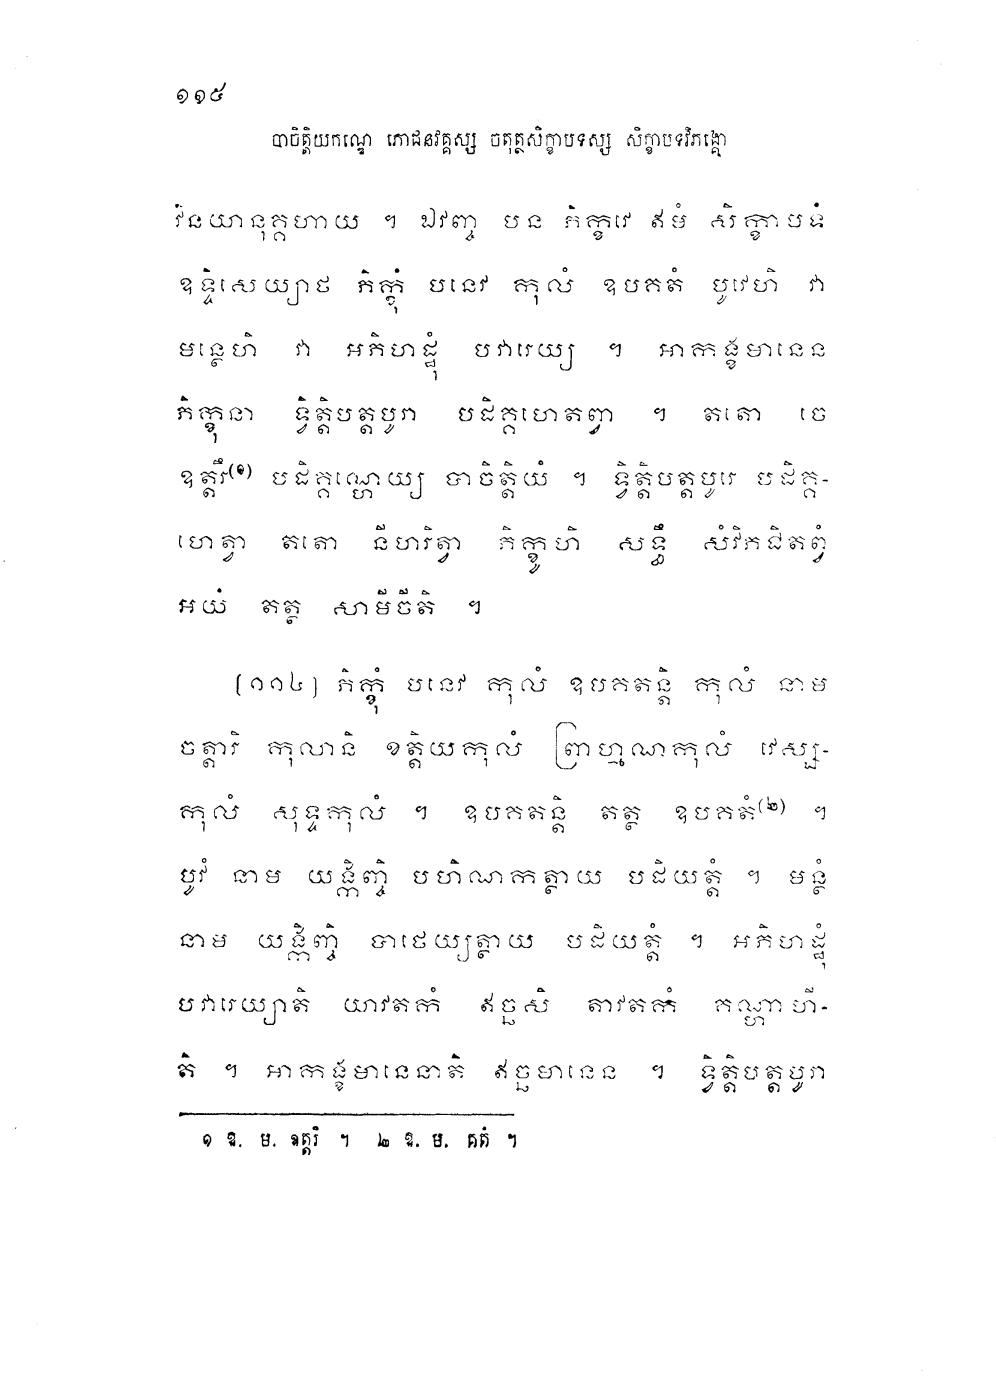 ១១៥
បាចិត្តិយកណ្ឌេ ភោជនវគ្គស្ស ចតុត្ថសិក្ខាបទស្ស សិក្ខាបទវិភង្គោ
វិនយានុគ្គហាយ ។ ឯវញ្ច បន ភិក្ខវេ ឥមំ សិក្ខាបទំ
ឧទ្ទិសេយ្យាថ ភិក្ខុំ បនេវ កុលំ ឧបគតំ បូវេហិ វា
មន្ថេហិ វា អភិហដ្ឋុំ បវារេយ្យ ។ អាកង្ខមានេន
ភិក្ខុនា ទ្វិត្តិបត្តបូរា បដិគ្គហេតព្វា ។ តតោ ចេ
ឧត្តរឹ(១) បដិគ្គណ្ហេយ្យ បាចិត្តិយំ ។ ទ្វិត្តិបត្តបូរេ បដិគ្គ-
ហេត្វា តតោ នីហរិត្វា ភិក្ខូហិ សទ្ធឹ សំវិភជិតព្វំ
អយំ តត្ថ សាមីចីតិ ។
[១១៤] ភិក្ខុំ បនេវ កុលំ ឧបគតន្តិ កុលំ នាម
ចត្តារិ កុលានិ ខត្តិយកុលំ ព្រាហ្មណកុលំ វេស្ស-
កុលំ សុទ្ទកុលំ ។ ឧបគតន្តិ តត្ថ ឧបគតំ(២) ។
បូវំ នាម យង្កិញ្ចិ បហិណកត្ថាយ បដិយត្តំ ។ មន្ថំ
នាម យង្កិញ្ចិ បាថេយ្យត្ថាយ បដិយត្តំ ។ អភិហដ្ឋុំ
បវារេយ្យាតិ យាវតកំ ឥច្ឆសិ តាវតកំ គណ្ហាហី-
តិ ។ អាកង្ខមានេនាតិ ឥច្ឆមានេន ។ ទ្វិត្តិបត្តបូរា
១ ឱ. ម. ឧត្តរិ ។ ២ ឱ. ម. គតំ ។